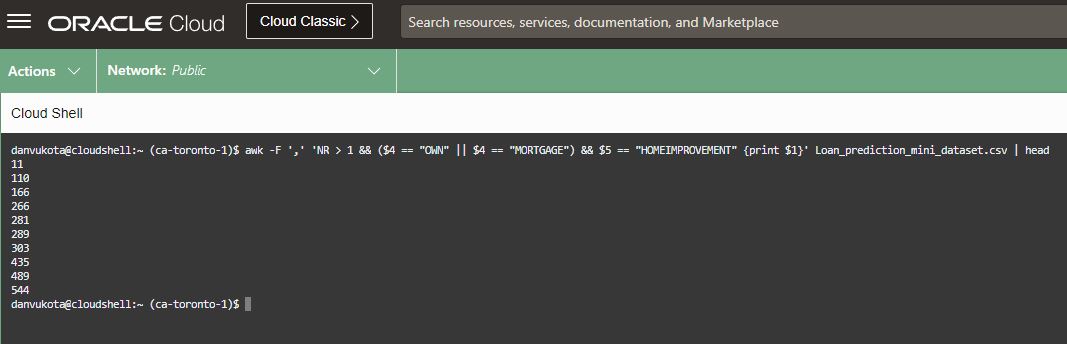 ORACLE Cloud
Cloud Classic >
Search resources, services, documentation, and Marketplace
Actions
Network: Public
Cloud Shell
danvukota@cloudshell:~ (ca-toronto-1)$ awk -F ',' 'NR > 1 && ($4 == "OWN" || $4 == "MORTGAGE") && $5 == "HOMEIMPROVEMENT" {print $1}' Loan_prediction_mini_dataset.csv | head
11
110
166
266
281
289
303
435
489
544
danvukota@cloudshell:~ (ca-toronto-1)$